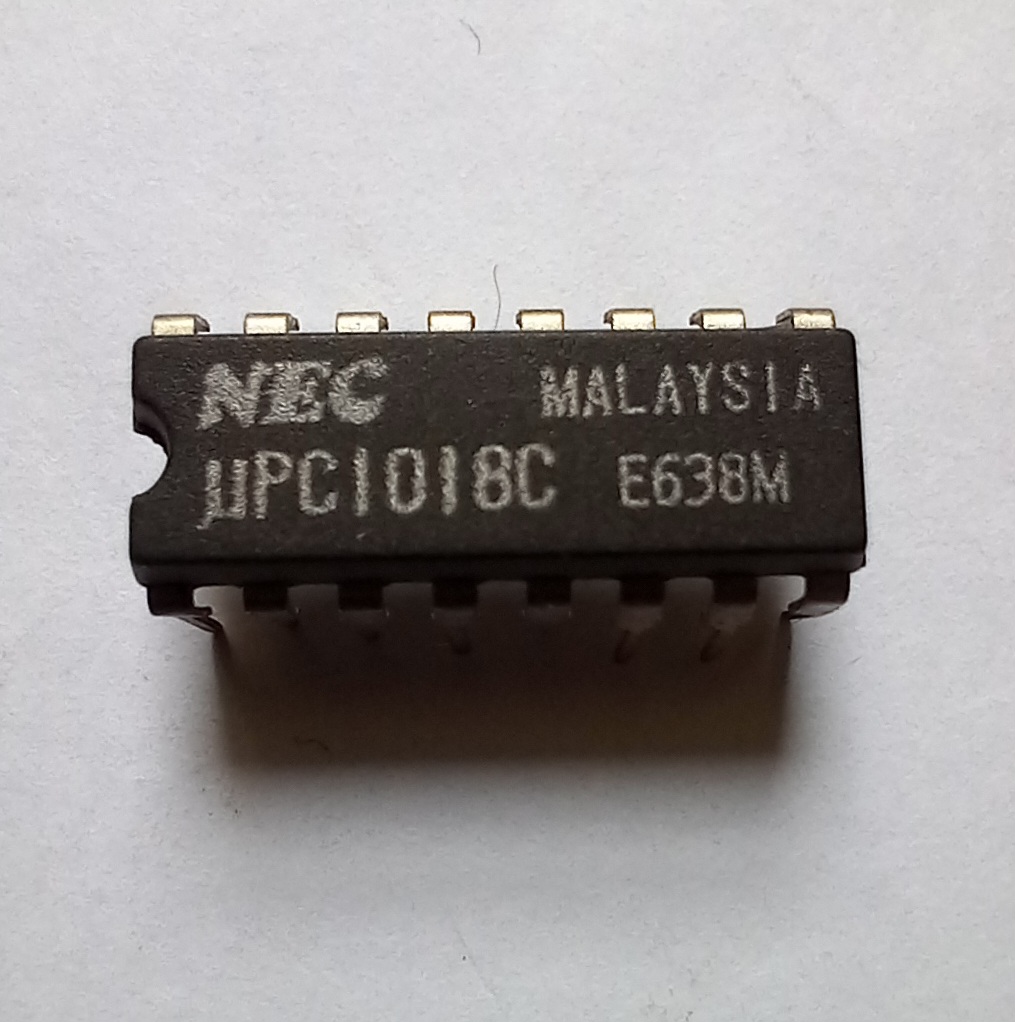 NEC MALAYSIA
µPC1018C E638M